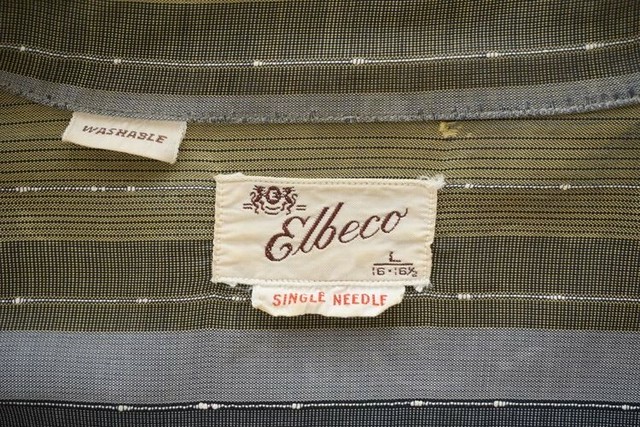 WASHABLE
Elbeco
L
16 • 16½
SINGLE NEEDLE